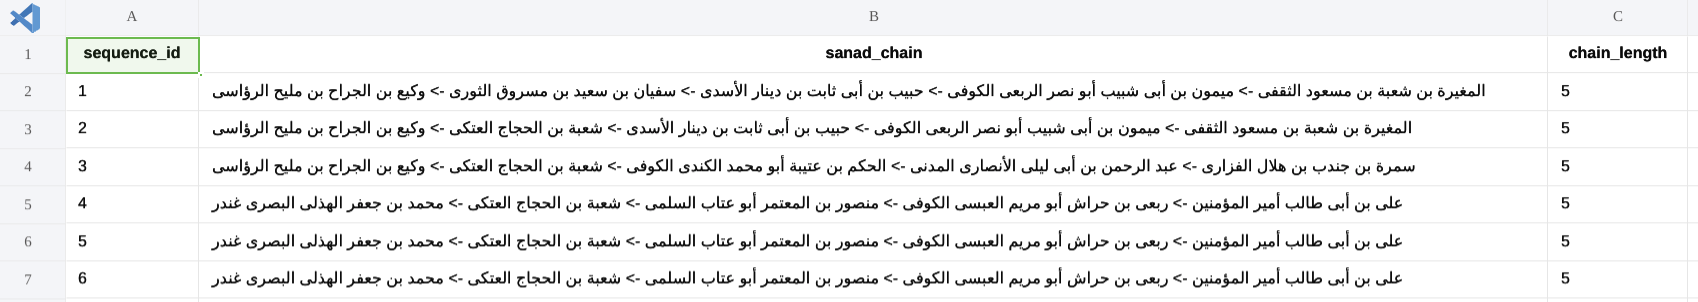 A B C
1 sequence_id sanad_chain chain_length
2 1 المغيرة بن شعبة بن مسعود الثقفى -> ميمون بن أبى شبيب أبو نصر الربعى الكوفى -> حبيب بن أبى ثابت بن دينار الأسدى -> سفيان بن سعيد بن مسروق الثورى -> وكيع بن الجراح بن مليح الرؤاسى 5
3 2 المغيرة بن شعبة بن مسعود الثقفى -> ميمون بن أبى شبيب أبو نصر الربعى الكوفى -> حبيب بن أبى ثابت بن دينار الأسدى -> شعبة بن الحجاج العتكى -> وكيع بن الجراح بن مليح الرؤاسى 5
4 3 سمرة بن جندب بن هلال الفزارى -> عبد الرحمن بن أبى ليلى الأنصارى المدنى -> الحكم بن عتيبة أبو محمد الكندى الكوفى -> شعبة بن الحجاج العتكى -> وكيع بن الجراح بن مليح الرؤاسى 5
5 4 على بن أبى طالب أمير المؤمنين -> ربعى بن حراش أبو مريم العبسى الكوفى -> منصور بن المعتمر أبو عتاب السلمى -> شعبة بن الحجاج العتكى -> محمد بن جعفر الهذلى البصرى غندر 5
6 5 على بن أبى طالب أمير المؤمنين -> ربعى بن حراش أبو مريم العبسى الكوفى -> منصور بن المعتمر أبو عتاب السلمى -> شعبة بن الحجاج العتكى -> محمد بن جعفر الهذلى البصرى غندر 5
7 6 على بن أبى طالب أمير المؤمنين -> ربعى بن حراش أبو مريم العبسى الكوفى -> منصور بن المعتمر أبو عتاب السلمى -> شعبة بن الحجاج العتكى -> محمد بن جعفر الهذلى البصرى غندر 5